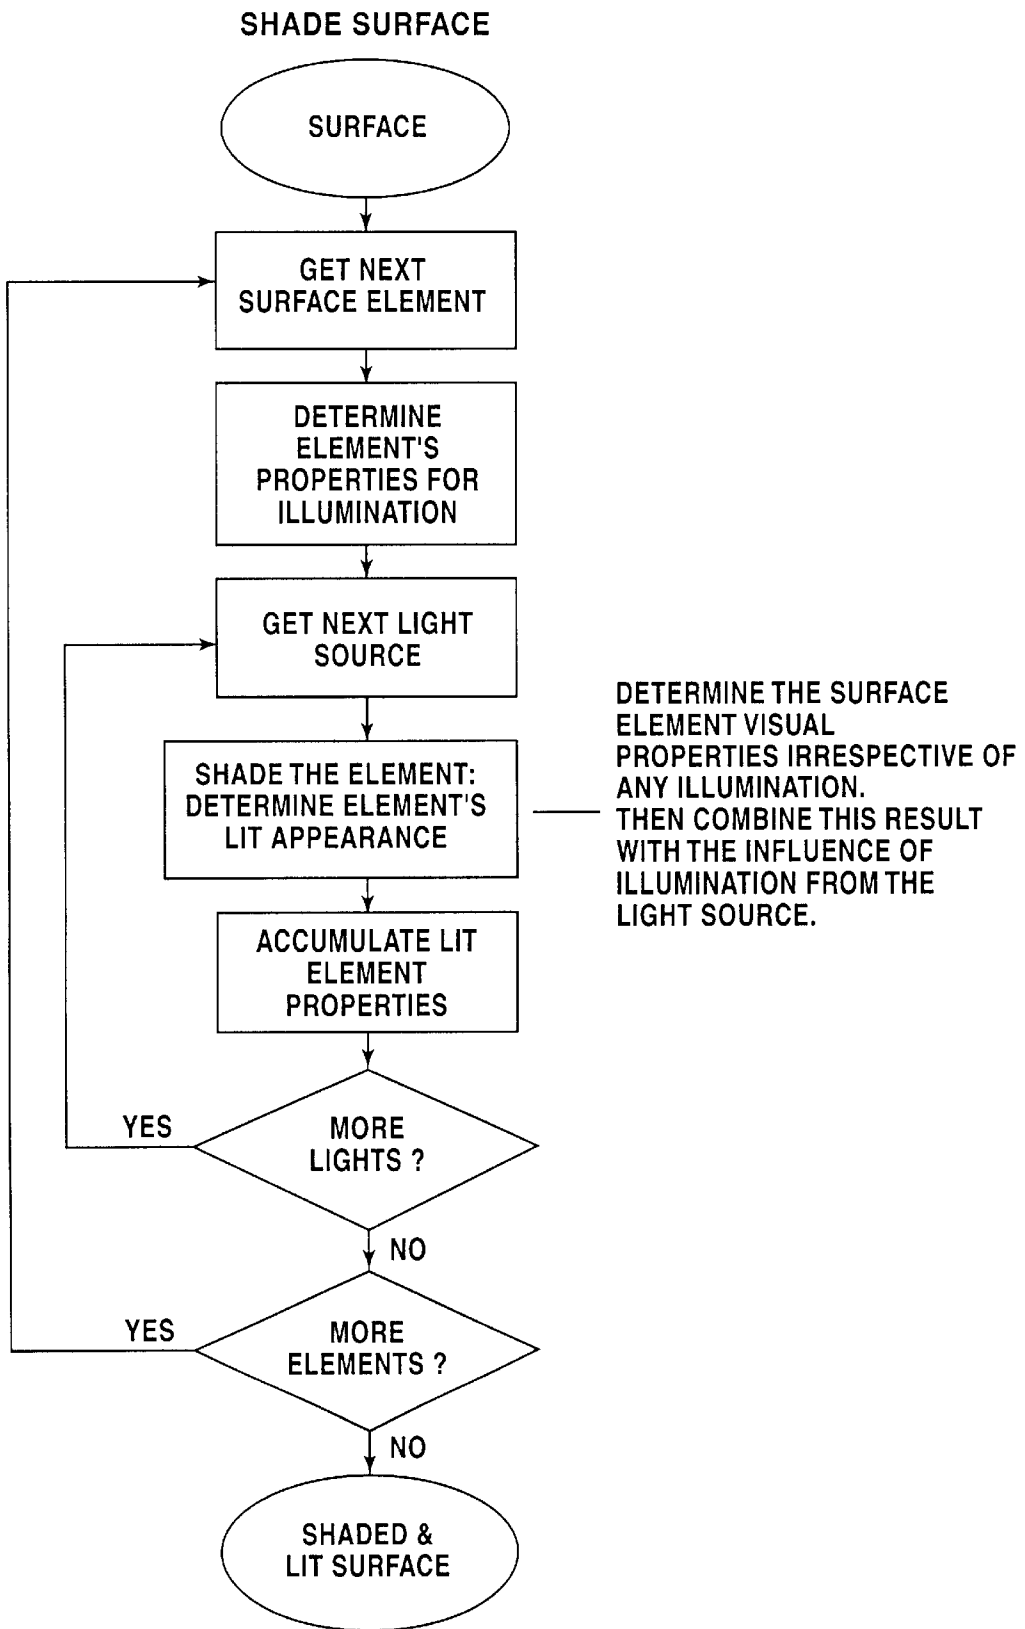 SHADE SURFACE
SURFACE
GET NEXT
SURFACE ELEMENT
DETERMINE
ELEMENT'S
PROPERTIES FOR
ILLUMINATION
GET NEXT LIGHT
SOURCE
SHADE THE ELEMENT:
DETERMINE ELEMENT'S
LIT APPEARANCE
DETERMINE THE SURFACE
ELEMENT VISUAL
PROPERTIES IRRESPECTIVE OF
ANY ILLUMINATION.
THEN COMBINE THIS RESULT
WITH THE INFLUENCE OF
ILLUMINATION FROM THE
LIGHT SOURCE.
ACCUMULATE LIT
ELEMENT
PROPERTIES
YES
MORE
LIGHTS ?
NO
YES
MORE
ELEMENTS ?
NO
SHADED &
LIT SURFACE